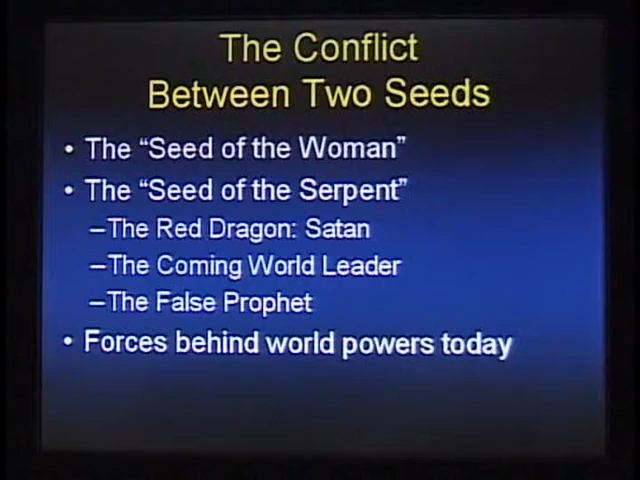 The Conflict
Between Two Seeds
• The “Seed of the Woman”
• The “Seed of the Serpent”
–The Red Dragon: Satan
–The Coming World Leader
–The False Prophet
• Forces behind world powers today